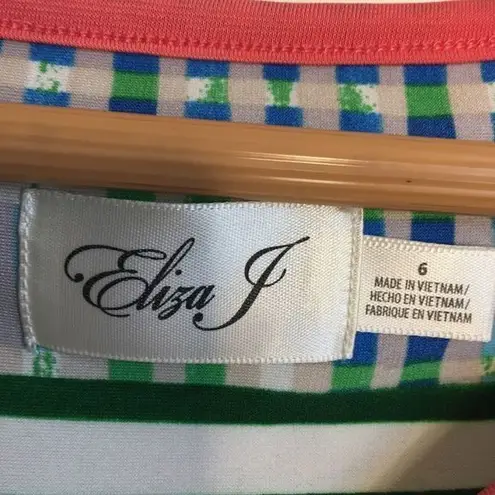 Eliza J
6
MADE IN VIETNAM/
HECHO EN VIETNAM/
FABRIQUE EN VIETNAM